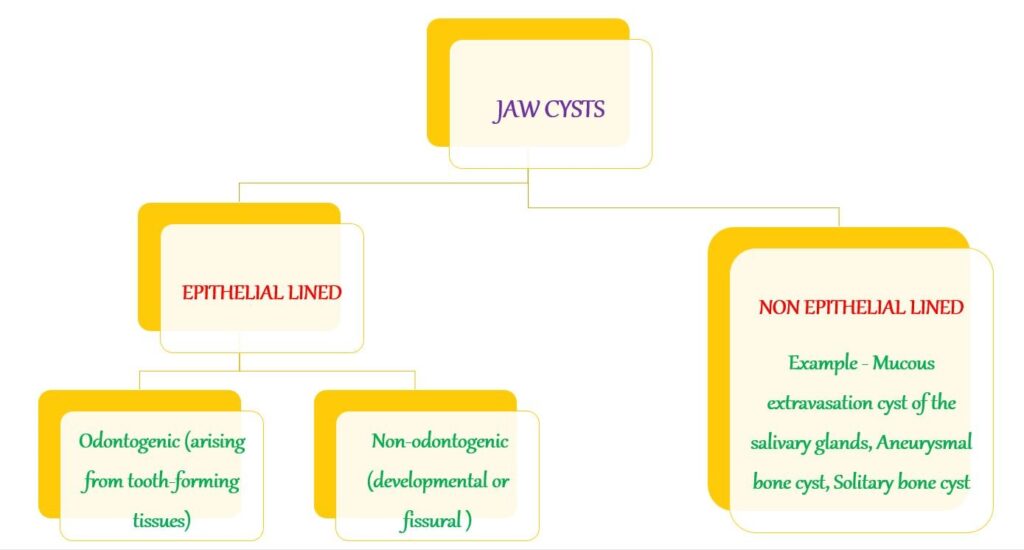 JAW CYSTS
EPITHELIAL LINED
NON EPITHELIAL LINED
Example - Mucous
extravasation cyst of the
salivary glands, Aneurysmal
bone cyst, Solitary bone cyst
Odontogenic (arising
from tooth-forming
tissues)
Non-odontogenic
(developmental or
fissural )